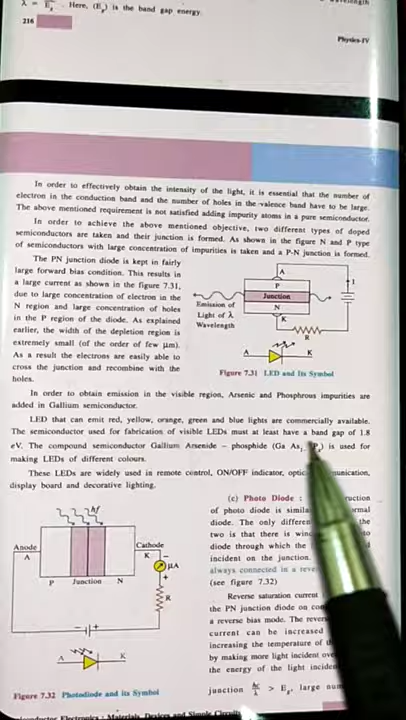 λ = . Here, (Eg) is the band gap energy.
216
Physics-IV
In order to effectively obtain the intensity of the light, it is essential that the number of
electron in the conduction band and the number of holes in the valence band have to be large.
The above mentioned requirement is not satisfied adding impurity atoms in a pure semiconductor.
In order to achieve the above mentioned objective, two different types of doped
semiconductors are taken and their junction is formed. As shown in the figure N and P type
of semiconductors with large concentration of impurities is taken and a P-N junction is formed.
The PN junction diode is kept in fairly
large forward bias condition. This results in
a large current as shown in the figure 7.31,
due to large concentration of electron in the
N region and large concentration of holes
in the P region of the diode. As explained
earlier, the width of the depletion region is
extremely small (of the order of few μm).
As a result the electrons are easily able to
cross the junction and recombine with the
holes.
A
P
Junction
N
K
I
R
Emission of
Light of λ
Wavelength
A K
Figure 7.31 LED and Its Symbol
In order to obtain emission in the visible region, Arsenic and Phosphrous impurities are
added in Gallium semiconductor.
LED that can emit red, yellow, orange, green and blue lights are commercially available.
The semiconductor used for fabrication of visible LEDs must at least have a band gap of 1.8
eV. The compound semiconductor Gallium Arsenide – phosphide (Ga As is used for
making LEDs of different colours.
These LEDs are widely used in remote control, ON/OFF indicator,
display board and decorative lighting.
hf
Anode
A
Cathode
K
P Junction N
–
μA
+
R
– +
A K
Figure 7.32 Photodiode and its Symbol
(c) Photo Diode :
of photo diode is
diode. The only
two is that there is
diode through which the
incident on the junction.
always connected in a
(see figure 7.32)
Reverse saturation current
the PN junction diode on
a reverse bias mode. The
current can be increased
increasing the temperature of
by making more light incident
the energy of the light
junction hc/λ > Eg, large
Semiconductor Electronics : Materials, Devices and Simple